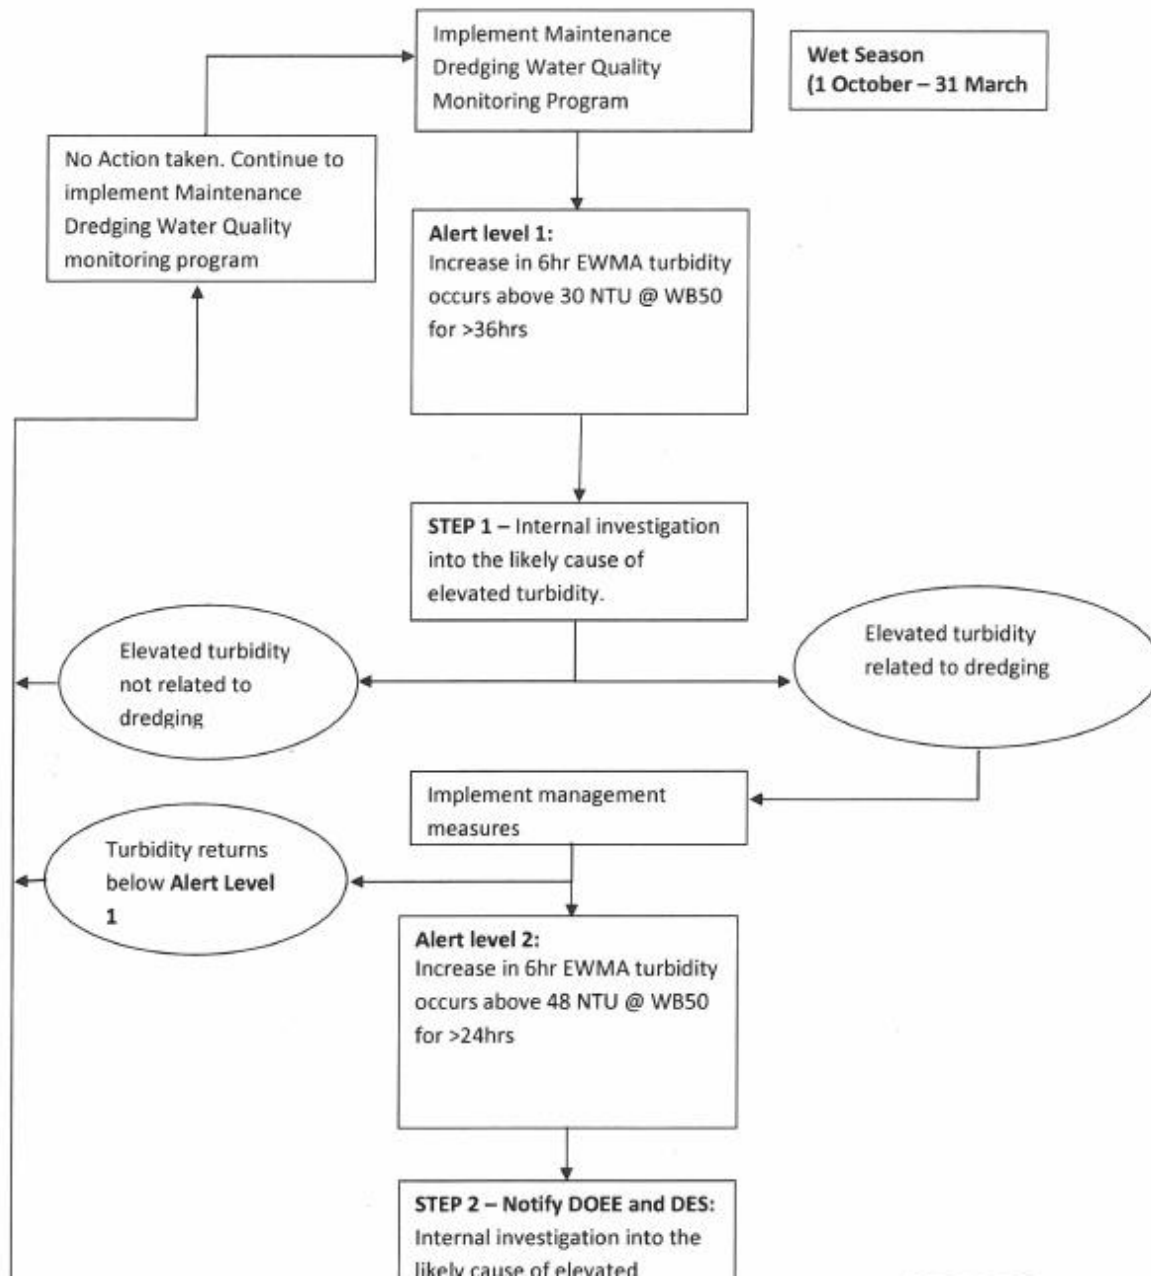 Implement Maintenance
Dredging Water Quality
Monitoring Program
Wet Season
(1 October – 31 March
No Action taken. Continue to
implement Maintenance
Dredging Water Quality
monitoring program
Alert level 1:
Increase in 6hr EWMA turbidity
occurs above 30 NTU @ WB50
for >36hrs
STEP 1 – Internal investigation
into the likely cause of
elevated turbidity.
Elevated turbidity
not related to
dredging
Elevated turbidity
related to dredging
Implement management
measures
Turbidity returns
below Alert Level
1
Alert level 2:
Increase in 6hr EWMA turbidity
occurs above 48 NTU @ WB50
for >24hrs
STEP 2 – Notify DOEE and DES:
Internal investigation into the
likely cause of elevated